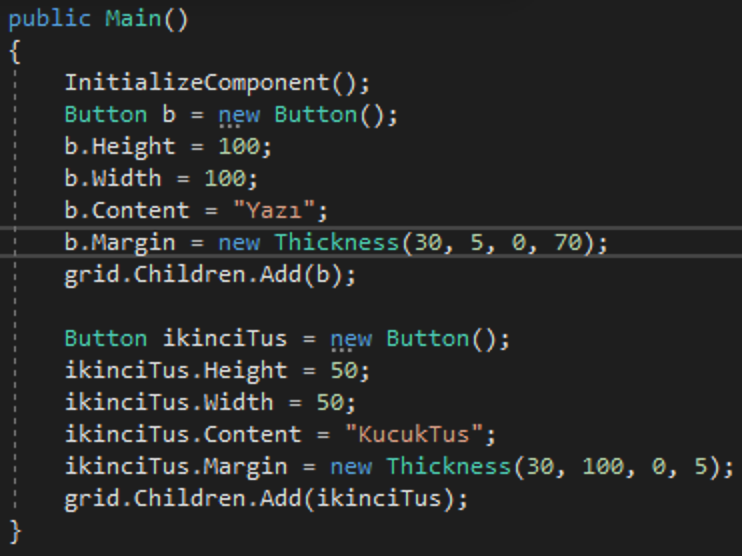 public Main()
{
InitializeComponent();
Button b = new Button();
b.Height = 100;
b.Width = 100;
b.Content = "Yazı";
b.Margin = new Thickness(30, 5, 0, 70);
grid.Children.Add(b);
Button ikinciTus = new Button();
ikinciTus.Height = 50;
ikinciTus.Width = 50;
ikinciTus.Content = "KucukTus";
ikinciTus.Margin = new Thickness(30, 100, 0, 5);
grid.Children.Add(ikinciTus);
}